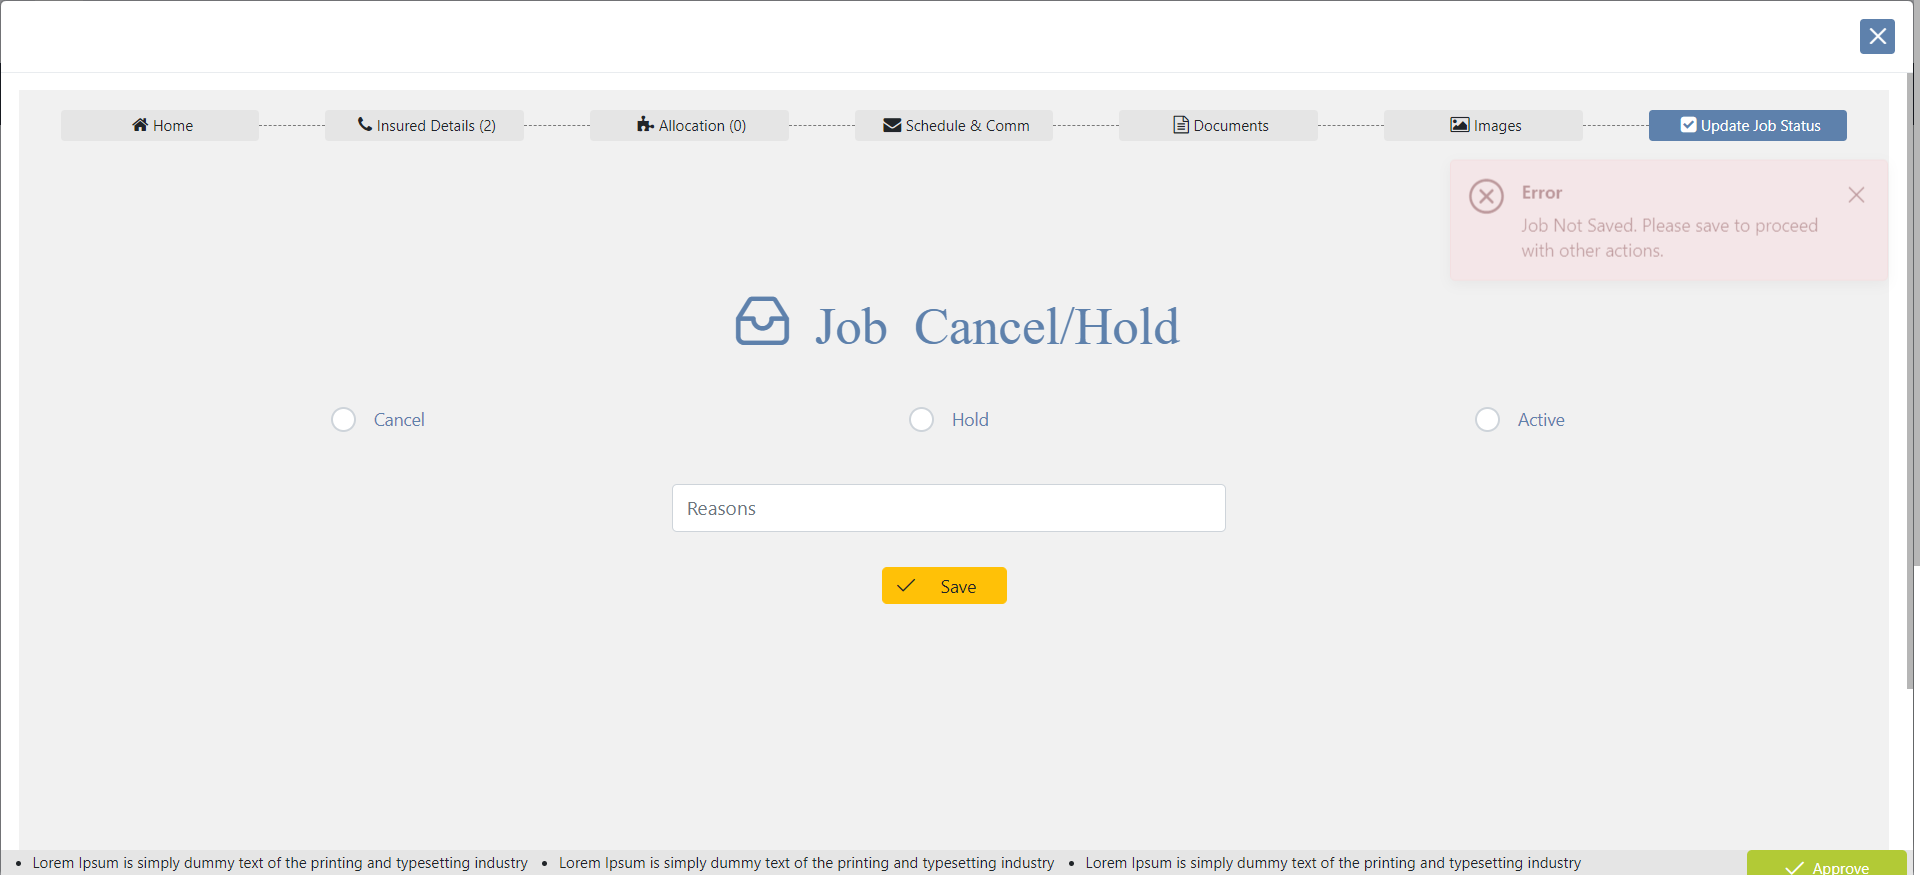 Home
Insured Details (2)
Allocation (0)
Schedule & Comm
Documents
Images
Update Job Status
Error
Job Not Saved. Please save to proceed
with other actions.
Job Cancel/Hold
Cancel
Hold
Active
Reasons
Save
• Lorem Ipsum is simply dummy text of the printing and typesetting industry • Lorem Ipsum is simply dummy text of the printing and typesetting industry • Lorem Ipsum is simply dummy text of the printing and typesetting industry
Approve